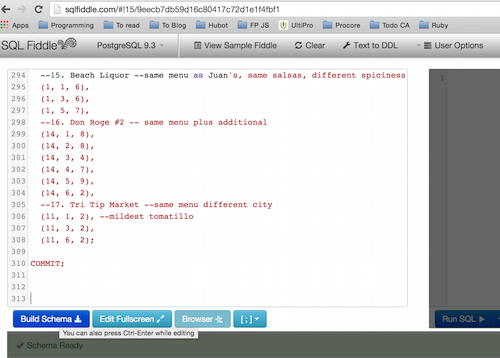 sqlfiddle.com/#!15/9eecb7db59d16c80417c72d1e1f4fbf1
Apps Programming To read To Blog Hubot FP JS UltiPro Procore Todo CA Ruby
SQL Fiddle PostgreSQL 9.3 View Sample Fiddle Clear Text to DDL User Options
294 --15. Beach Liquor --same menu as Juan's, same salsas, different spiciness
295 (1, 1, 6),
296 (1, 3, 6),
297 (1, 5, 7),
298 --16. Don Roge #2 -- same menu plus additional
299 (14, 1, 8),
300 (14, 2, 8),
301 (14, 3, 4),
302 (14, 4, 7),
303 (14, 5, 9),
304 (14, 6, 2),
305 --17. Tri Tip Market --same menu different city
306 (11, 1, 2), --mildest tomatillo
307 (11, 3, 2),
308 (11, 6, 2);
309
310 COMMIT;
311
312
313
1
Build Schema Edit Fullscreen Browser [ ; ] Run SQL
You can also press Ctrl-Enter while editing
Schema Ready